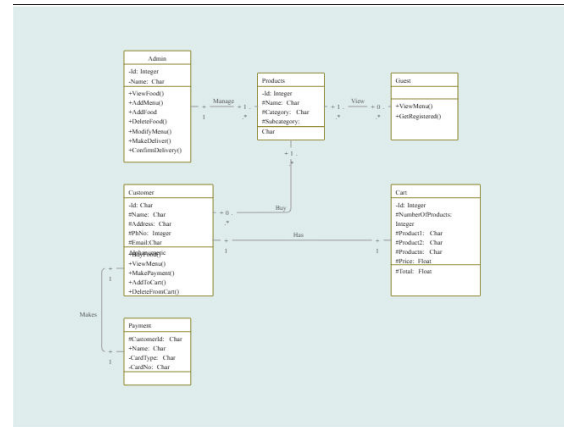 Admin
-Id: Integer
-Name: Char
+ViewFood()
+AddMenu()
+AddFood
+DeleteFood()
+ModifyMenu()
+MakeDeliver()
+ConfirmDelivery()
+
1
Manage
+ 1 .
.*
Products
-Id: Integer
#Name: Char
#Category: Char
#Subcategory:
Char
+ 1 .
.*
View
+ 0 .
.*
Guest
+ViewMenu()
+GetRegistered()
+ 1 .
.*
Buy
+ 0 .
.*
Customer
-Id: Char
#Name: Char
#Address: Char
#PhNo: Integer
#Email:Char
+ViewMenu()
+MakePayment()
+AddToCart()
+DeleteFromCart()
+
1
Has
+
1
Cart
-Id: Integer
#NumberOfProducts:
Integer
#Product1: Char
#Product2: Char
#Products: Char
#Price: Float
#Total: Float
+
1
Makes
+
1
Payment
#CustomerId: Char
+Name: Char
-CardType: Char
-CardNo: Char